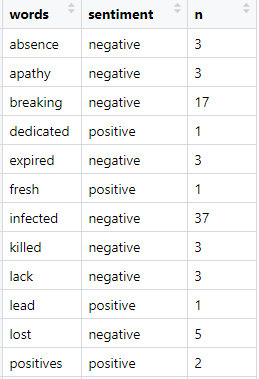 words sentiment n
absence negative 3
apathy negative 3
breaking negative 17
dedicated positive 1
expired negative 3
fresh positive 1
infected negative 37
killed negative 3
lack negative 3
lead positive 1
lost negative 5
positives positive 2